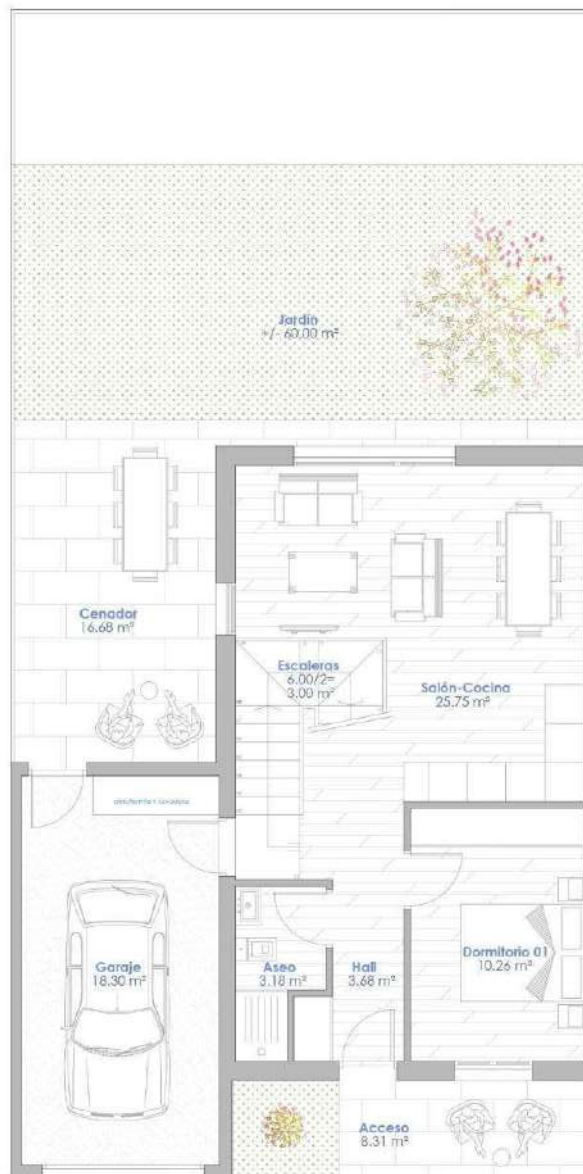 Jardín
+/- 60.00 m²
Cenador
16.68 m²
Escaleras
6.00/2=
3.00 m²
Salón-Cocina
25.75 m²
Garaje
18.30 m²
Aseo
3.18 m²
Hall
3.68 m²
Dormitorio 01
10.26 m²
Acceso
8.31 m²